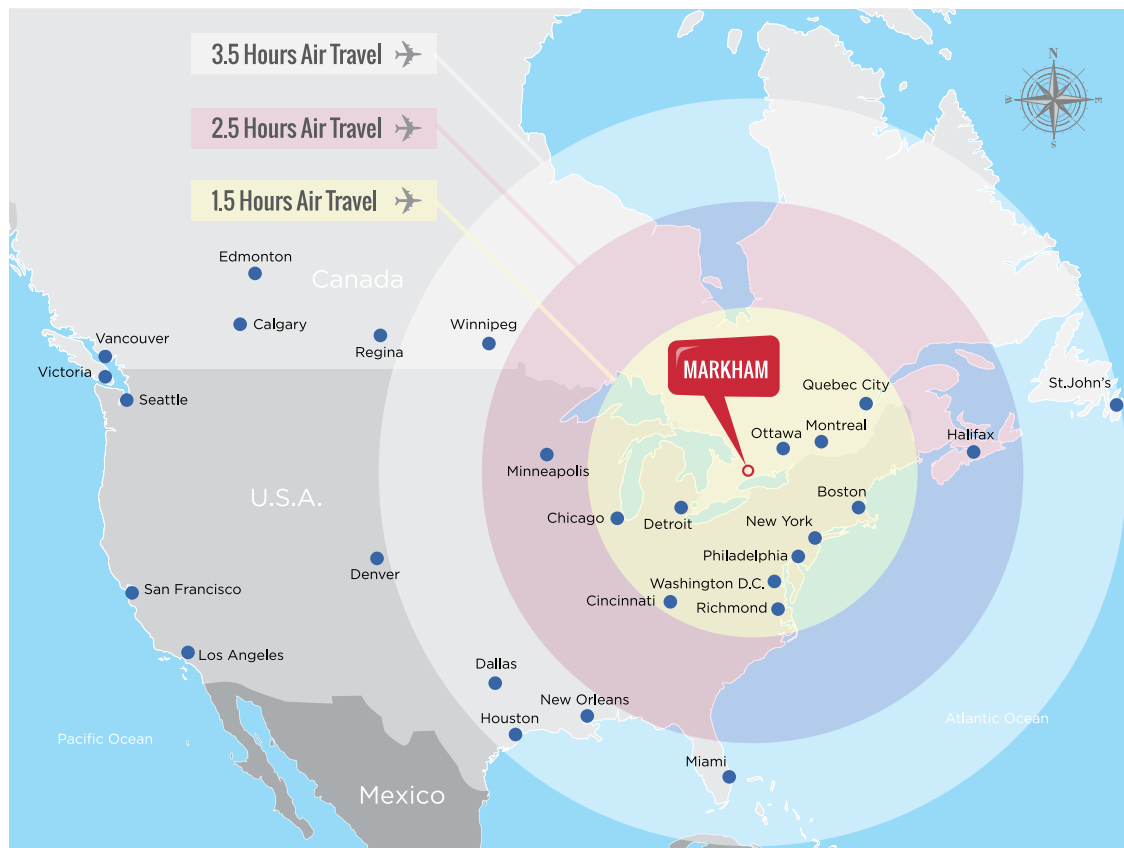 3.5 Hours Air Travel
N
W
E
S
2.5 Hours Air Travel
1.5 Hours Air Travel
Edmonton
Canada
Calgary
Winnipeg
Vancouver
Regina
Victoria
Seattle
MARKHAM
Quebec City
St.John's
Ottawa
Montreal
Halifax
Minneapolis
U.S.A.
Boston
Chicago
Detroit
New York
Philadelphia
Denver
Washington D.C.
San Francisco
Cincinnati
Richmond
Los Angeles
Dallas
New Orleans
Houston
Atlantic Ocean
Pacific Ocean
Miami
Mexico